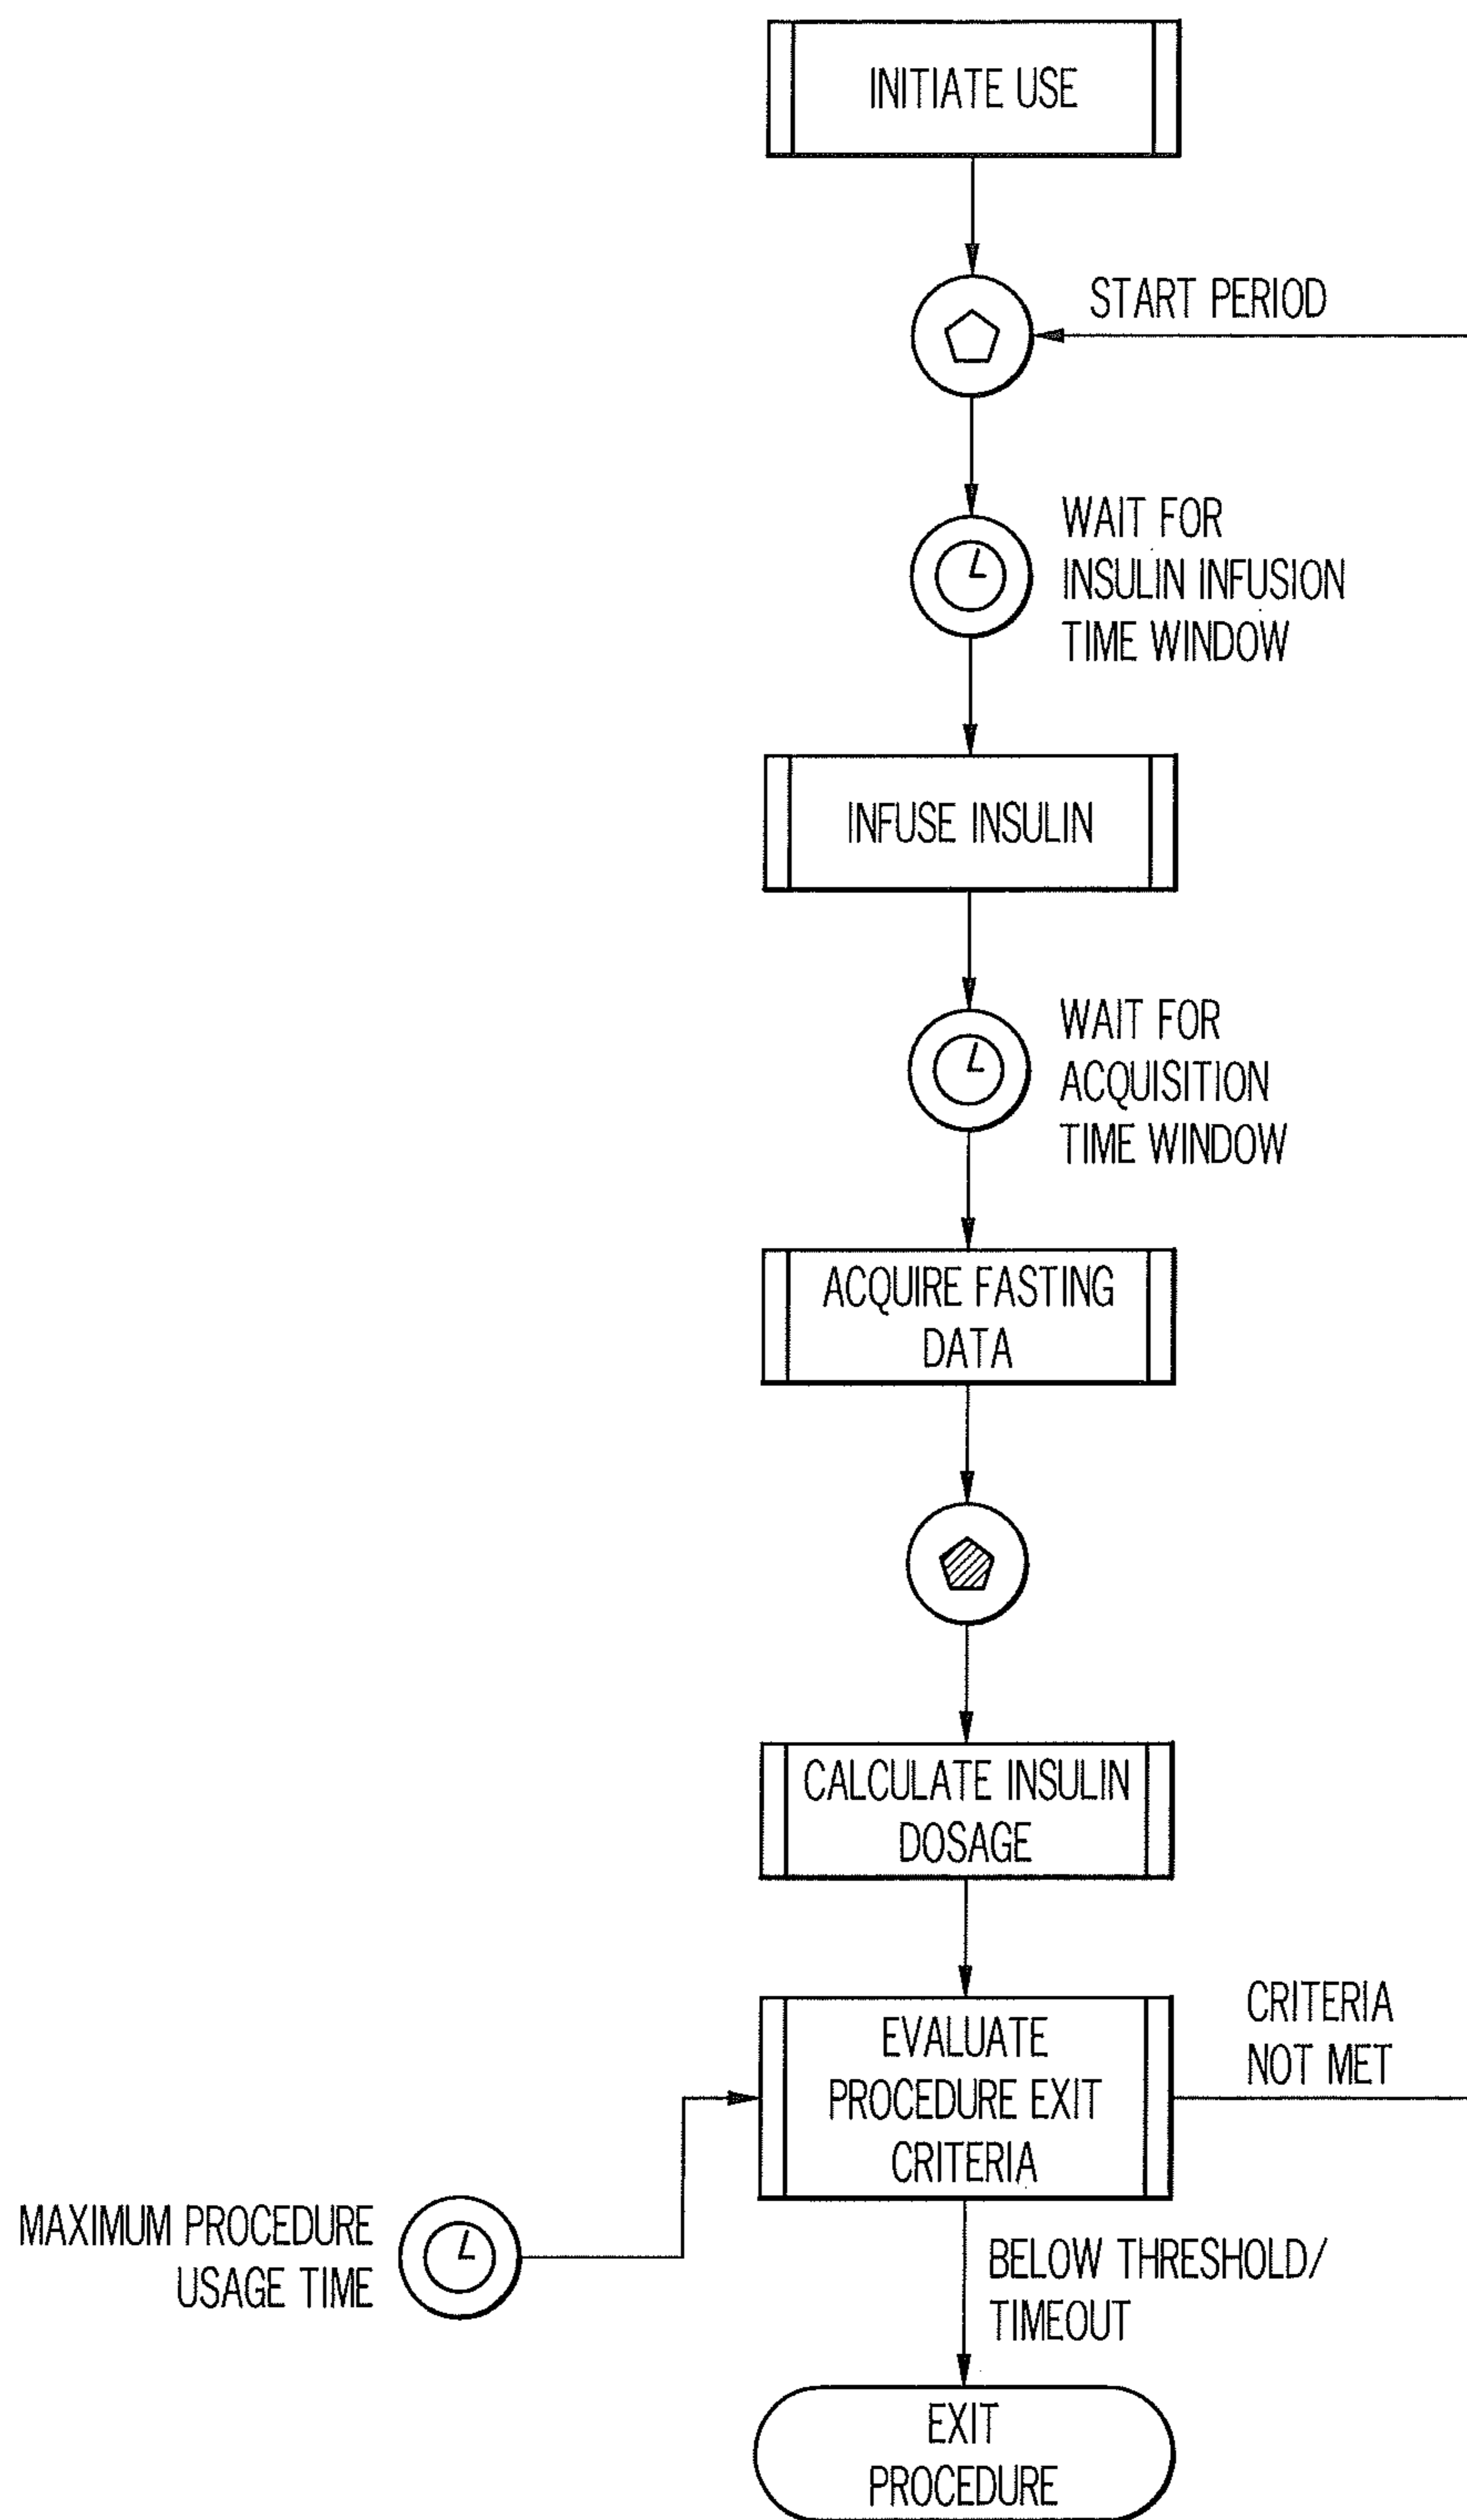 INITIATE USE
START PERIOD
WAIT FOR
INSULIN INFUSION
TIME WINDOW
INFUSE INSULIN
WAIT FOR
ACQUISITION
TIME WINDOW
ACQUIRE FASTING
DATA
CALCULATE INSULIN
DOSAGE
EVALUATE
PROCEDURE EXIT
CRITERIA
CRITERIA
NOT MET
MAXIMUM PROCEDURE
USAGE TIME
BELOW THRESHOLD/
TIMEOUT
EXIT
PROCEDURE